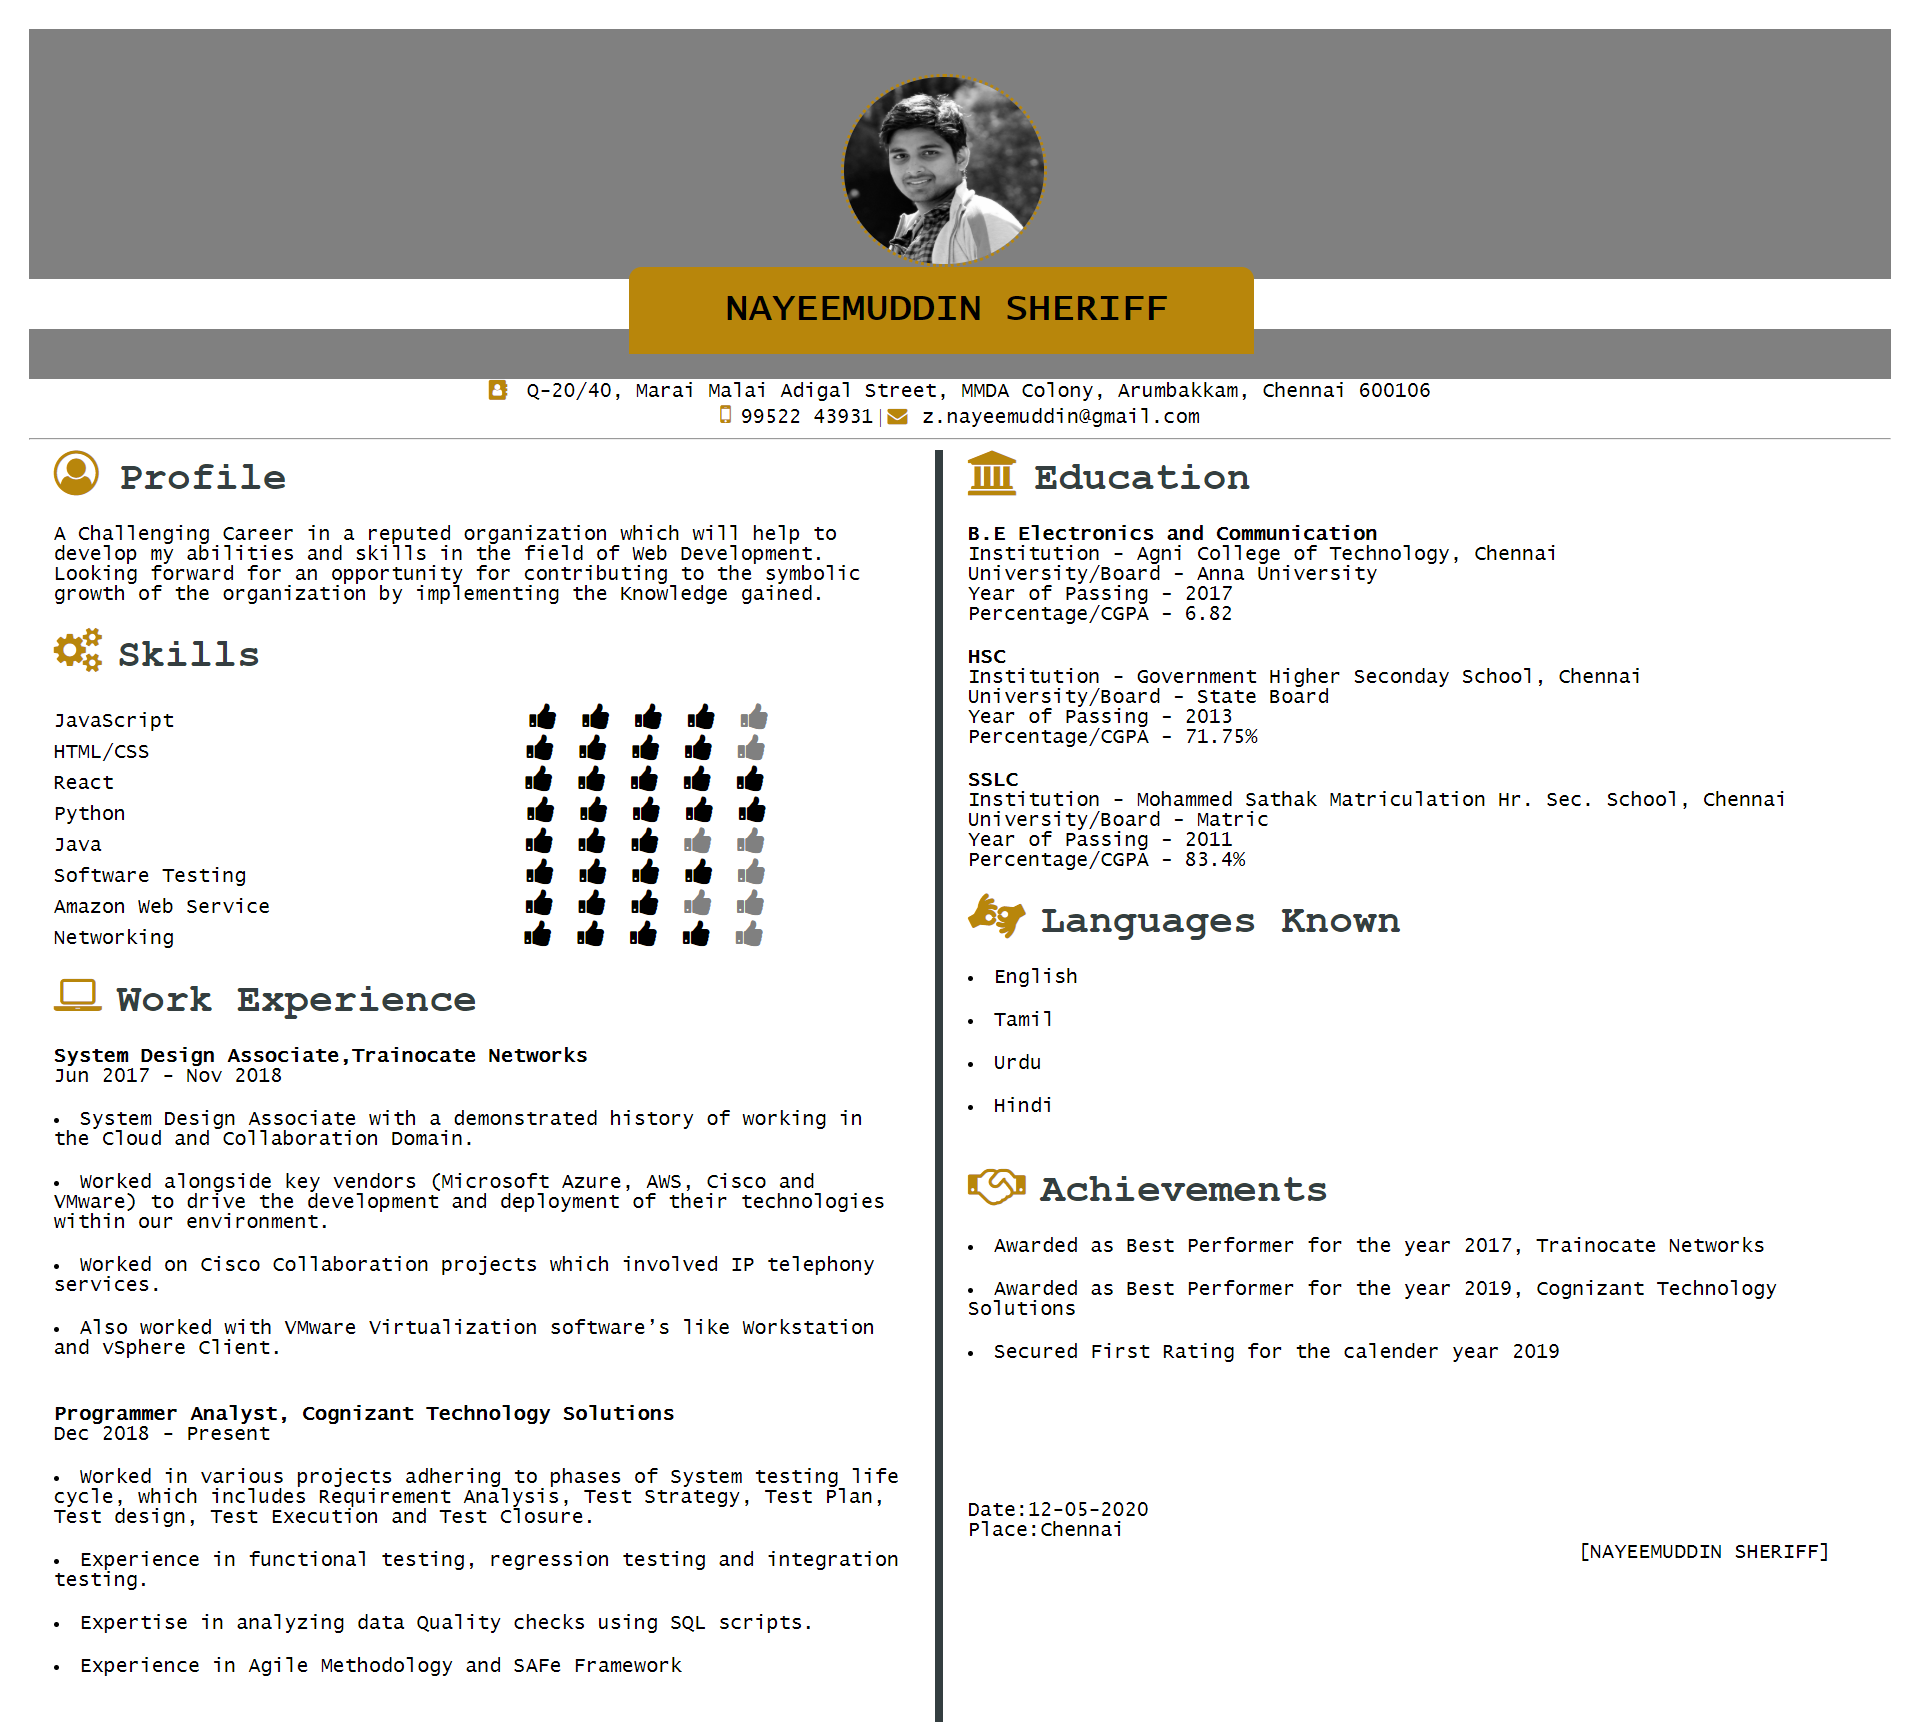 NAYEEMUDDIN SHERIFF
Q-20/40, Marai Malai Adigal Street, MMDA Colony, Arumbakkam, Chennai 600106
99522 43931| z.nayeemuddin@gmail.com
Profile
A Challenging Career in a reputed organization which will help to
develop my abilities and skills in the field of Web Development.
Looking forward for an opportunity for contributing to the symbolic
growth of the organization by implementing the Knowledge gained.
Skills
JavaScript
HTML/CSS
React
Python
Java
Software Testing
Amazon Web Service
Networking
Work Experience
System Design Associate,Trainocate Networks
Jun 2017 - Nov 2018
• System Design Associate with a demonstrated history of working in
the Cloud and Collaboration Domain.
• Worked alongside key vendors (Microsoft Azure, AWS, Cisco and
VMware) to drive the development and deployment of their technologies
within our environment.
• Worked on Cisco Collaboration projects which involved IP telephony
services.
• Also worked with VMware Virtualization software’s like Workstation
and vSphere Client.
Programmer Analyst, Cognizant Technology Solutions
Dec 2018 - Present
• Worked in various projects adhering to phases of System testing life
cycle, which includes Requirement Analysis, Test Strategy, Test Plan,
Test design, Test Execution and Test Closure.
• Experience in functional testing, regression testing and integration
testing.
• Expertise in analyzing data Quality checks using SQL scripts.
• Experience in Agile Methodology and SAFe Framework
Education
B.E Electronics and Communication
Institution - Agni College of Technology, Chennai
University/Board - Anna University
Year of Passing - 2017
Percentage/CGPA - 6.82
HSC
Institution - Government Higher Seconday School, Chennai
University/Board - State Board
Year of Passing - 2013
Percentage/CGPA - 71.75%
SSLC
Institution - Mohammed Sathak Matriculation Hr. Sec. School, Chennai
University/Board - Matric
Year of Passing - 2011
Percentage/CGPA - 83.4%
Languages Known
• English
• Tamil
• Urdu
• Hindi
Achievements
• Awarded as Best Performer for the year 2017, Trainocate Networks
• Awarded as Best Performer for the year 2019, Cognizant Technology
Solutions
• Secured First Rating for the calender year 2019
Date:12-05-2020
Place:Chennai
[NAYEEMUDDIN SHERIFF]